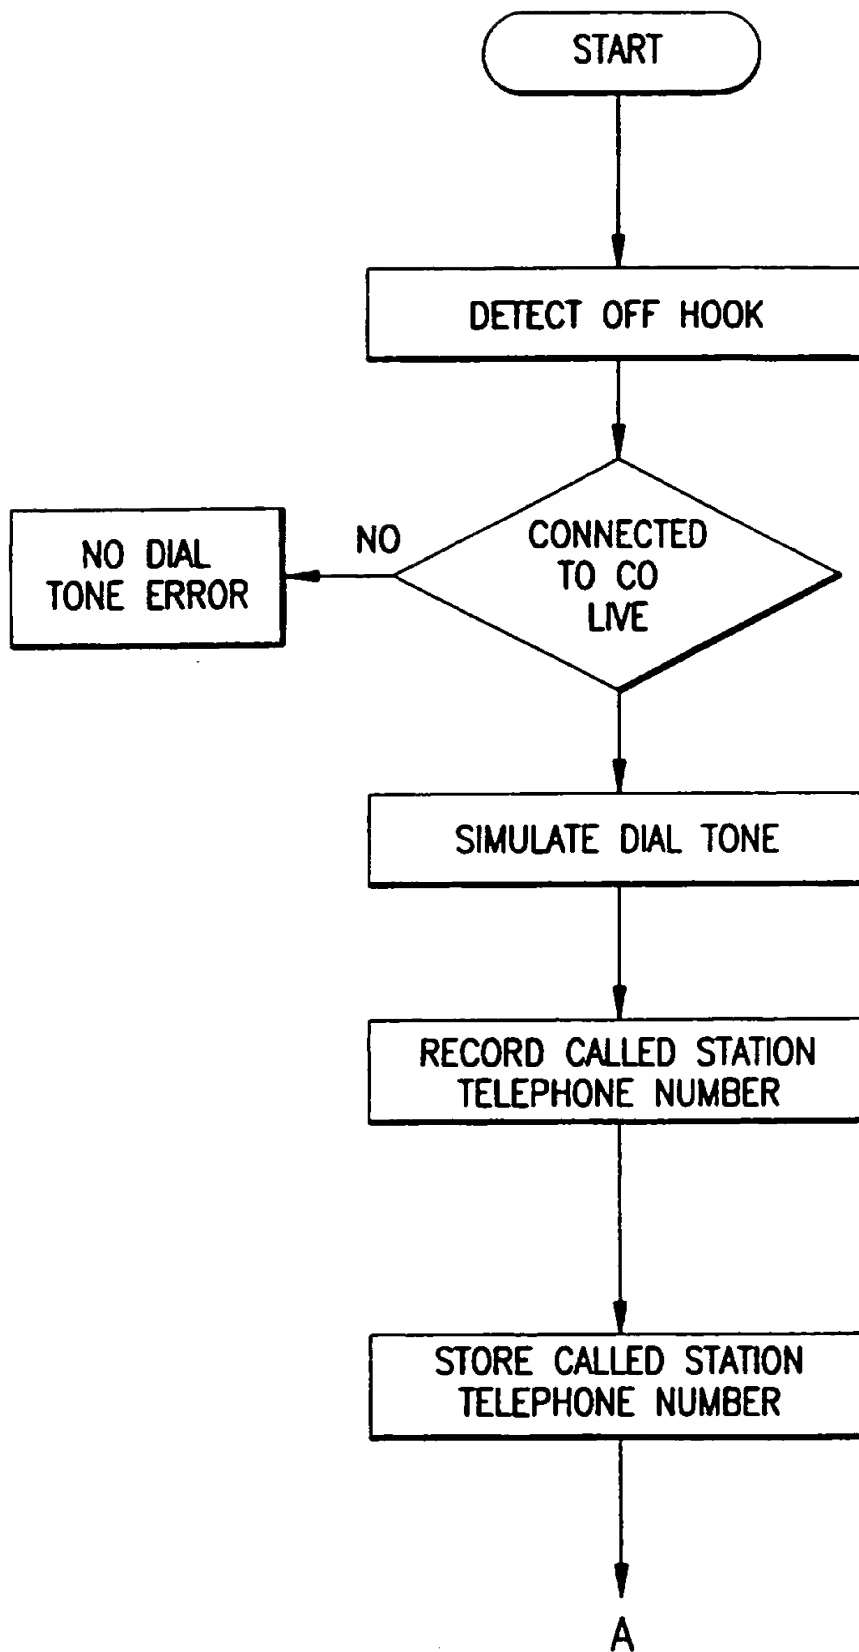 START
DETECT OFF HOOK
CONNECTED
TO CO
LIVE
NO
NO DIAL
TONE ERROR
SIMULATE DIAL TONE
RECORD CALLED STATION
TELEPHONE NUMBER
STORE CALLED STATION
TELEPHONE NUMBER
A